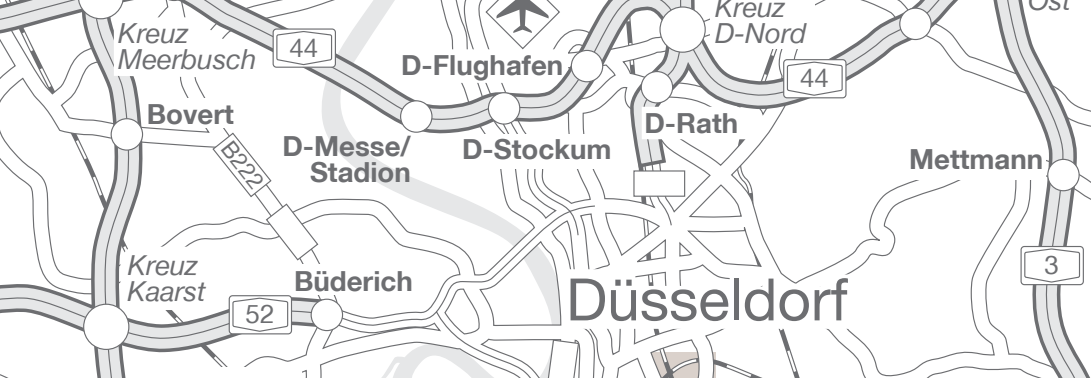 Kreuz
D-Nord
Ost
Kreuz
Meerbusch
44
D-Flughafen
44
Bovert
D-Messe/
Stadion
D-Stockum
D-Rath
B222
Mettmann
Kreuz
Kaarst
Büderich
52
3
Düsseldorf